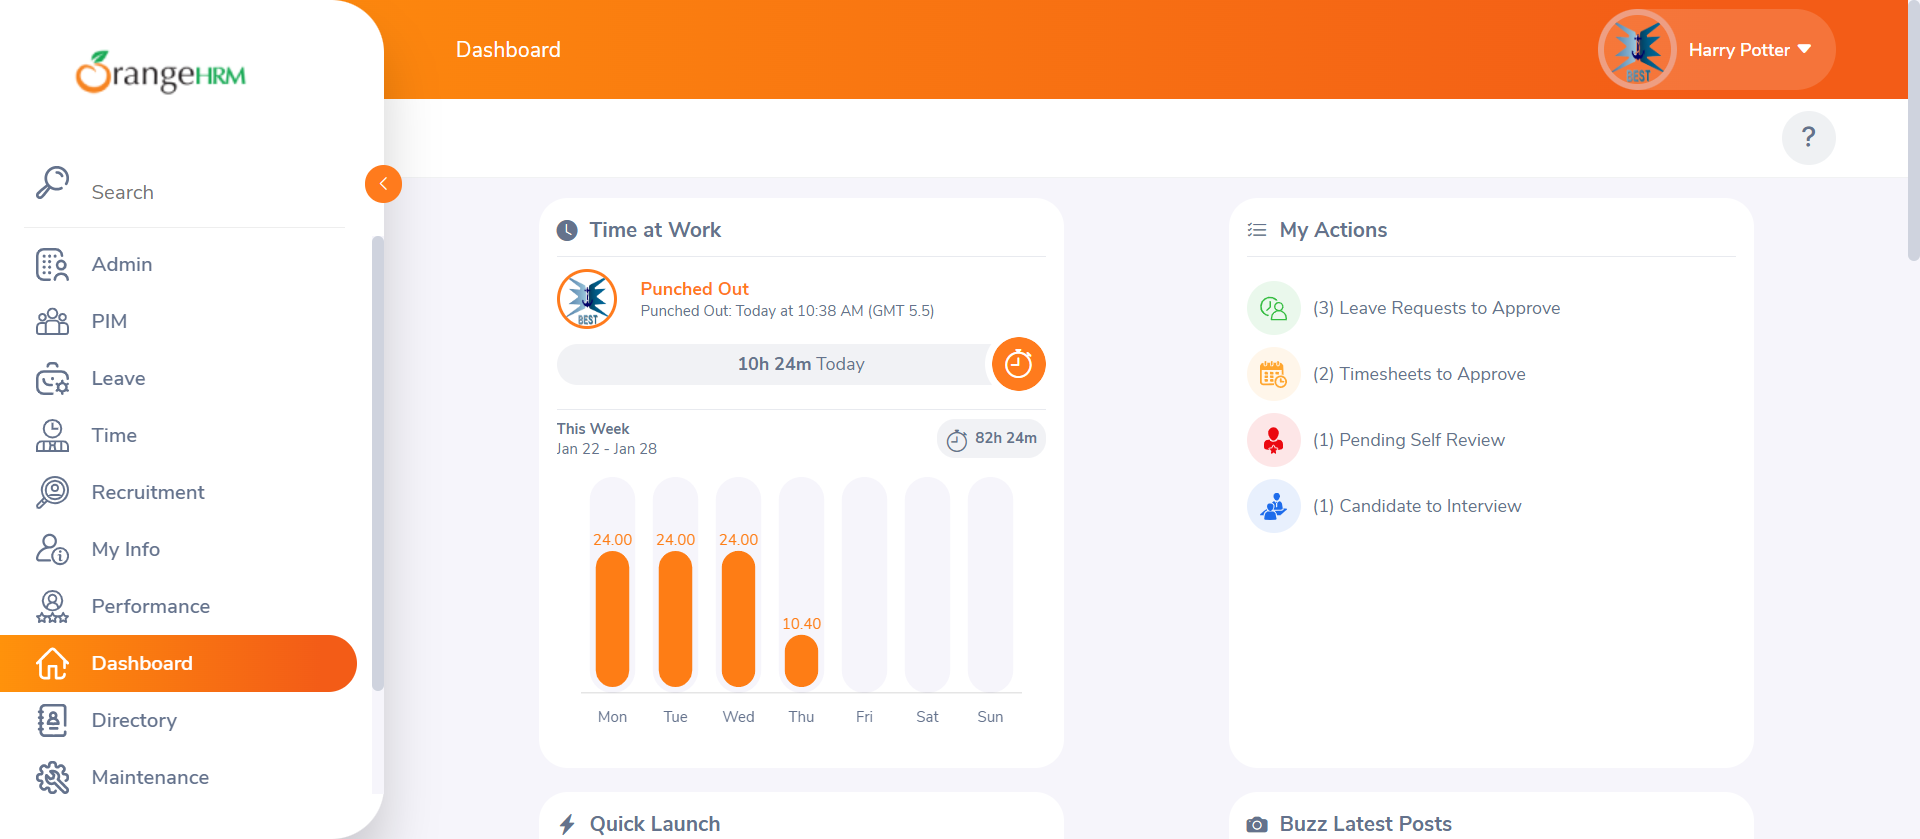 OrangeHRM
Search
Admin
PIM
Leave
Time
Recruitment
My Info
Performance
Dashboard
Directory
Maintenance
Dashboard
BEST
Harry Potter
?
Time at Work
BEST
Punched Out
Punched Out: Today at 10:38 AM (GMT 5.5)
10h 24m Today
This Week
Jan 22 - Jan 28
82h 24m
24.00 24.00 24.00
10.40
Mon Tue Wed Thu Fri Sat Sun
My Actions
(3) Leave Requests to Approve
(2) Timesheets to Approve
(1) Pending Self Review
(1) Candidate to Interview
Quick Launch
Buzz Latest Posts